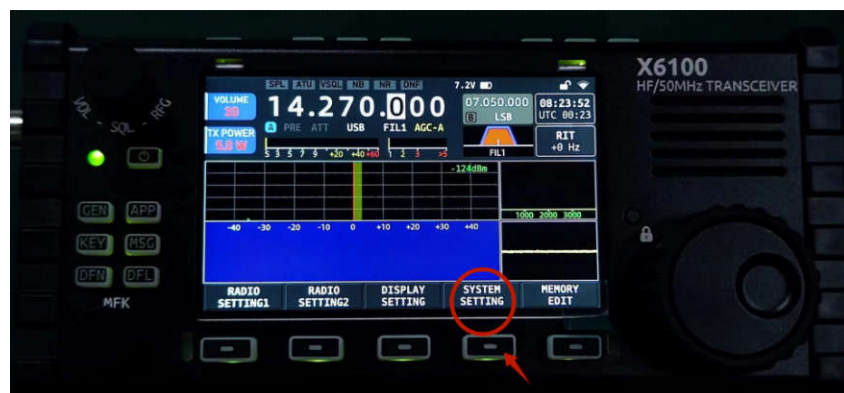 X6100
HF/50MHz TRANSCEIVER
SPL ATU VSQL NB NR DNF 7.2V
VOLUME
30
14.270.000
07.050.000
B LSB
08:23:52
UTC 00:23
TX POWER
5.0 W
A PRE ATT USB FIL1 AGC-A
S 3 5 7 9 +20 +40 +60 1 2 3 >5
FIL1
RIT
+0 Hz
VOL - SQL - RFG
-124dBm
1000 2000 3000
-40 -30 -20 -10 0 +10 +20 +30 +40
GEN APP
KEY MSG
DFN DFL
MFK
RADIO SETTING1
RADIO SETTING2
DISPLAY SETTING
SYSTEM SETTING
MEMORY EDIT